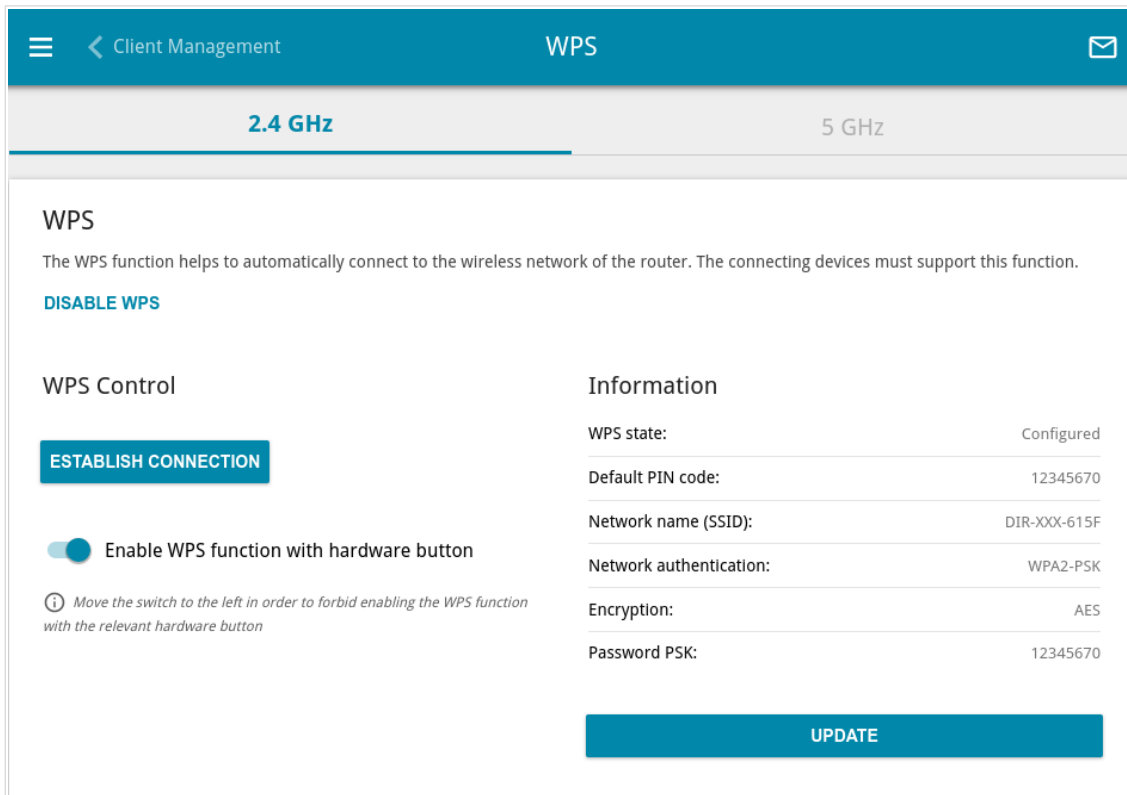 Client Management
WPS
2.4 GHz
5 GHz
WPS
The WPS function helps to automatically connect to the wireless network of the router. The connecting devices must support this function.
DISABLE WPS
WPS Control
ESTABLISH CONNECTION
Enable WPS function with hardware button
Move the switch to the left in order to forbid enabling the WPS function
with the relevant hardware button
Information
WPS state: Configured
Default PIN code: 12345670
Network name (SSID): DIR-XXX-615F
Network authentication: WPA2-PSK
Encryption: AES
Password PSK: 12345670
UPDATE